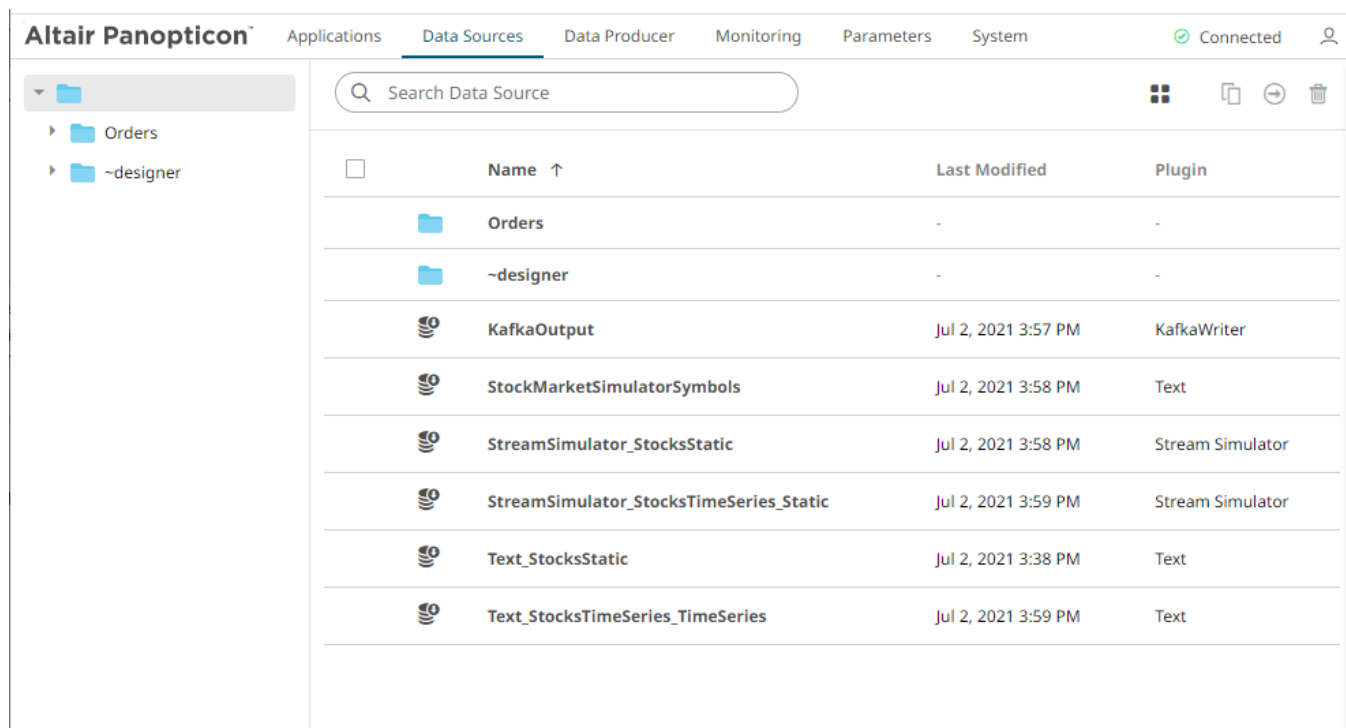 Altair Panopticon™ Applications Data Sources Data Producer Monitoring Parameters System Connected
Search Data Source
Orders
~designer
Name ↑ Last Modified Plugin
Orders - -
~designer - -
KafkaOutput Jul 2, 2021 3:57 PM KafkaWriter
StockMarketSimulatorSymbols Jul 2, 2021 3:58 PM Text
StreamSimulator_StocksStatic Jul 2, 2021 3:58 PM Stream Simulator
StreamSimulator_StocksTimeSeries_Static Jul 2, 2021 3:59 PM Stream Simulator
Text_StocksStatic Jul 2, 2021 3:38 PM Text
Text_StocksTimeSeries_TimeSeries Jul 2, 2021 3:59 PM Text